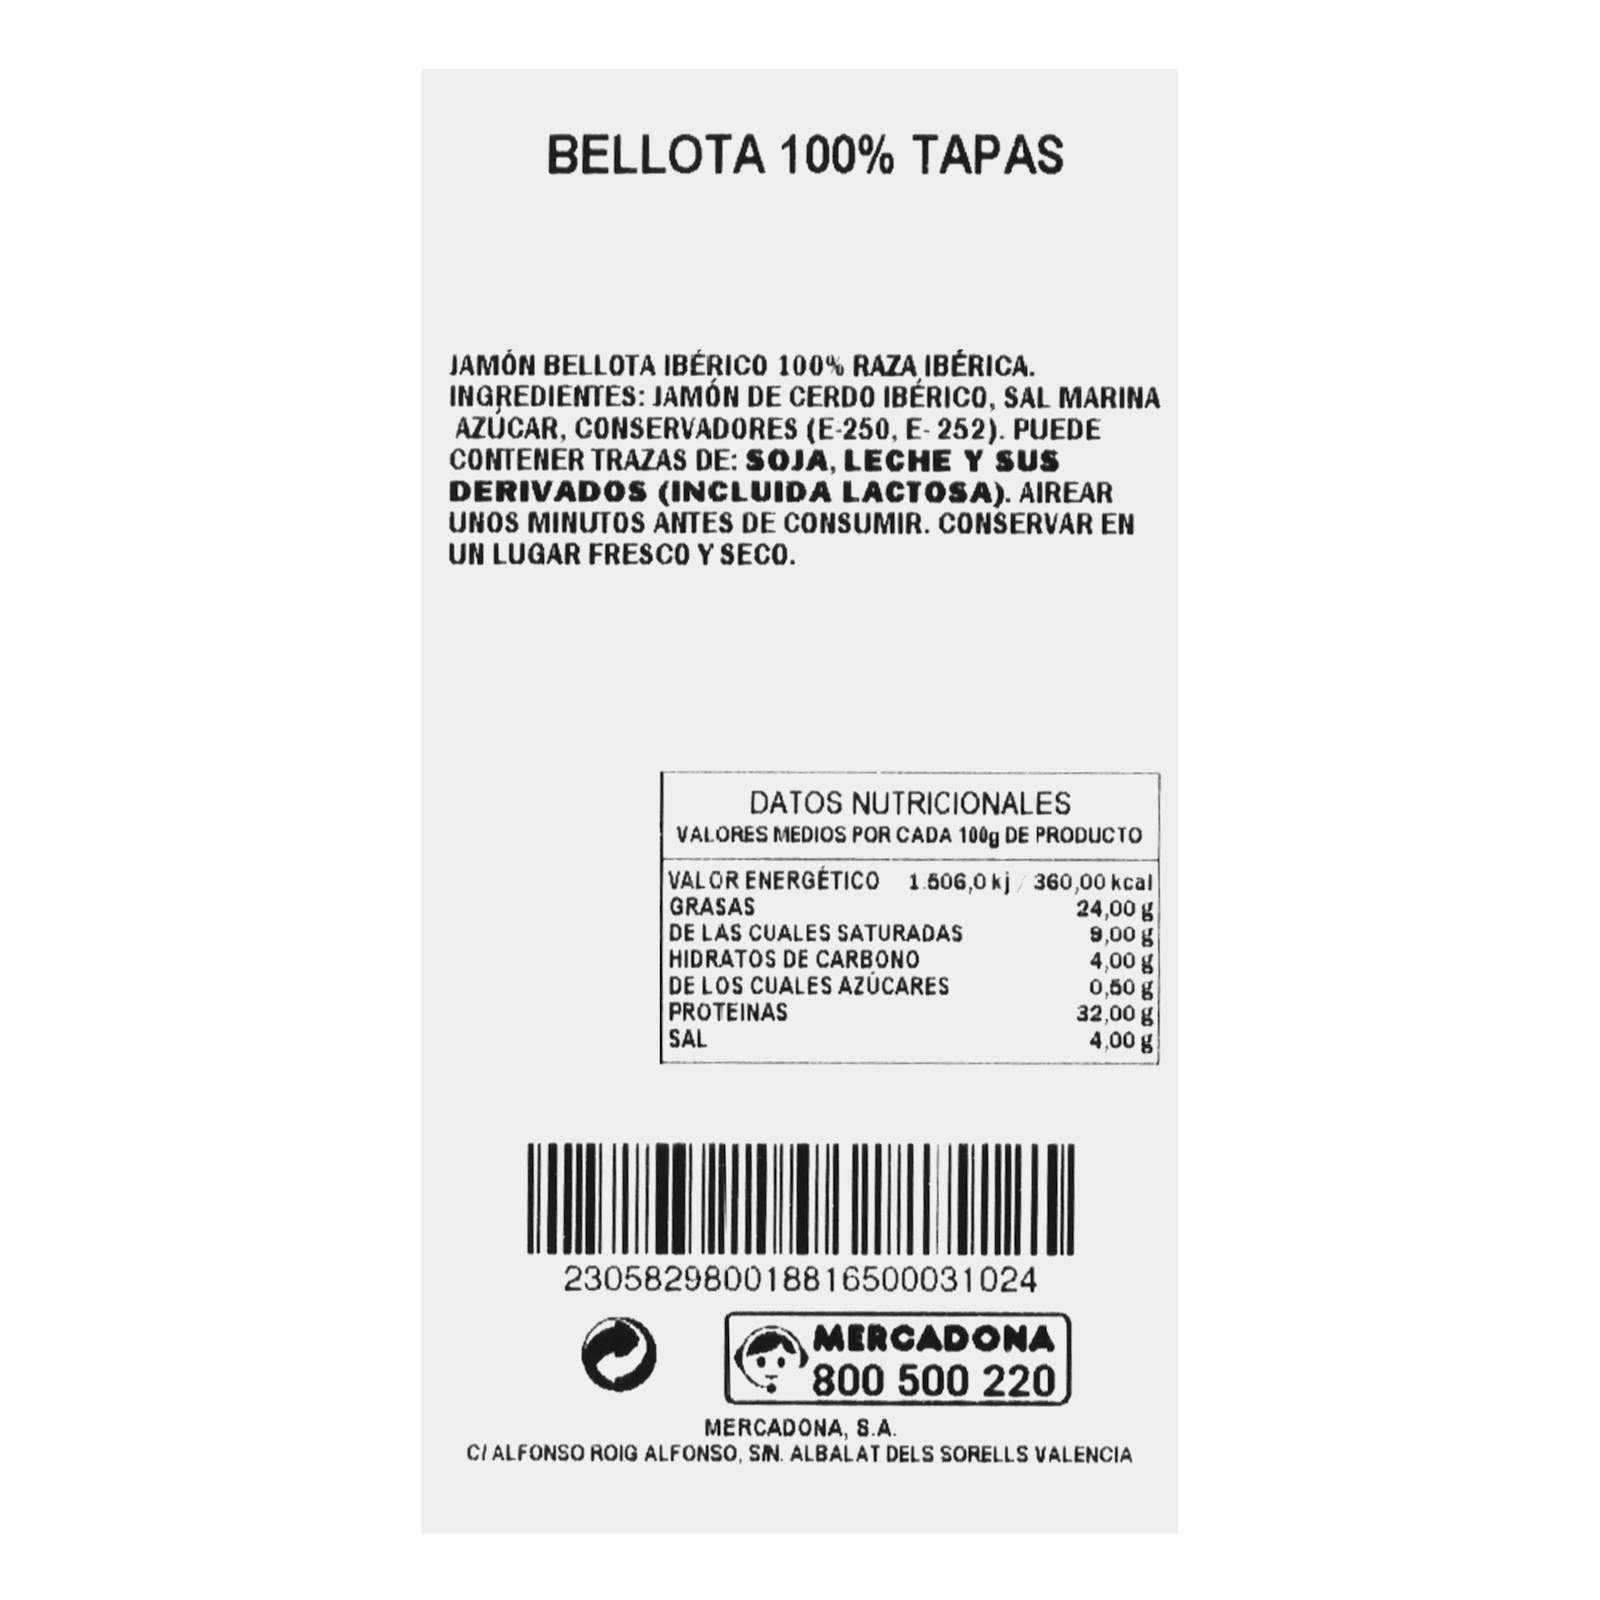 BELLOTA 100% TAPAS
JAMÓN BELLOTA IBÉRICO 100% RAZA IBÉRICA.
INGREDIENTES: JAMÓN DE CERDO IBÉRICO, SAL MARINA
AZÚCAR, CONSERVADORES (E-250, E- 252). PUEDE
CONTENER TRAZAS DE: SOJA, LECHE Y SUS
DERIVADOS (INCLUIDA LACTOSA). AIREAR
UNOS MINUTOS ANTES DE CONSUMIR. CONSERVAR EN
UN LUGAR FRESCO Y SECO.
DATOS NUTRICIONALES
VALORES MEDIOS POR CADA 100g DE PRODUCTO
VALOR ENERGÉTICO 1.506,0 kj / 360,00 kcal
GRASAS 24,00 g
DE LAS CUALES SATURADAS 9,00 g
HIDRATOS DE CARBONO 4,00 g
DE LOS CUALES AZÚCARES 0,50 g
PROTEINAS 32,00 g
SAL 4,00 g
230582980018816500031024
MERCADONA
800 500 220
MERCADONA, S.A.
C/ ALFONSO ROIG ALFONSO, S/N. ALBALAT DELS SORELLS VALENCIA